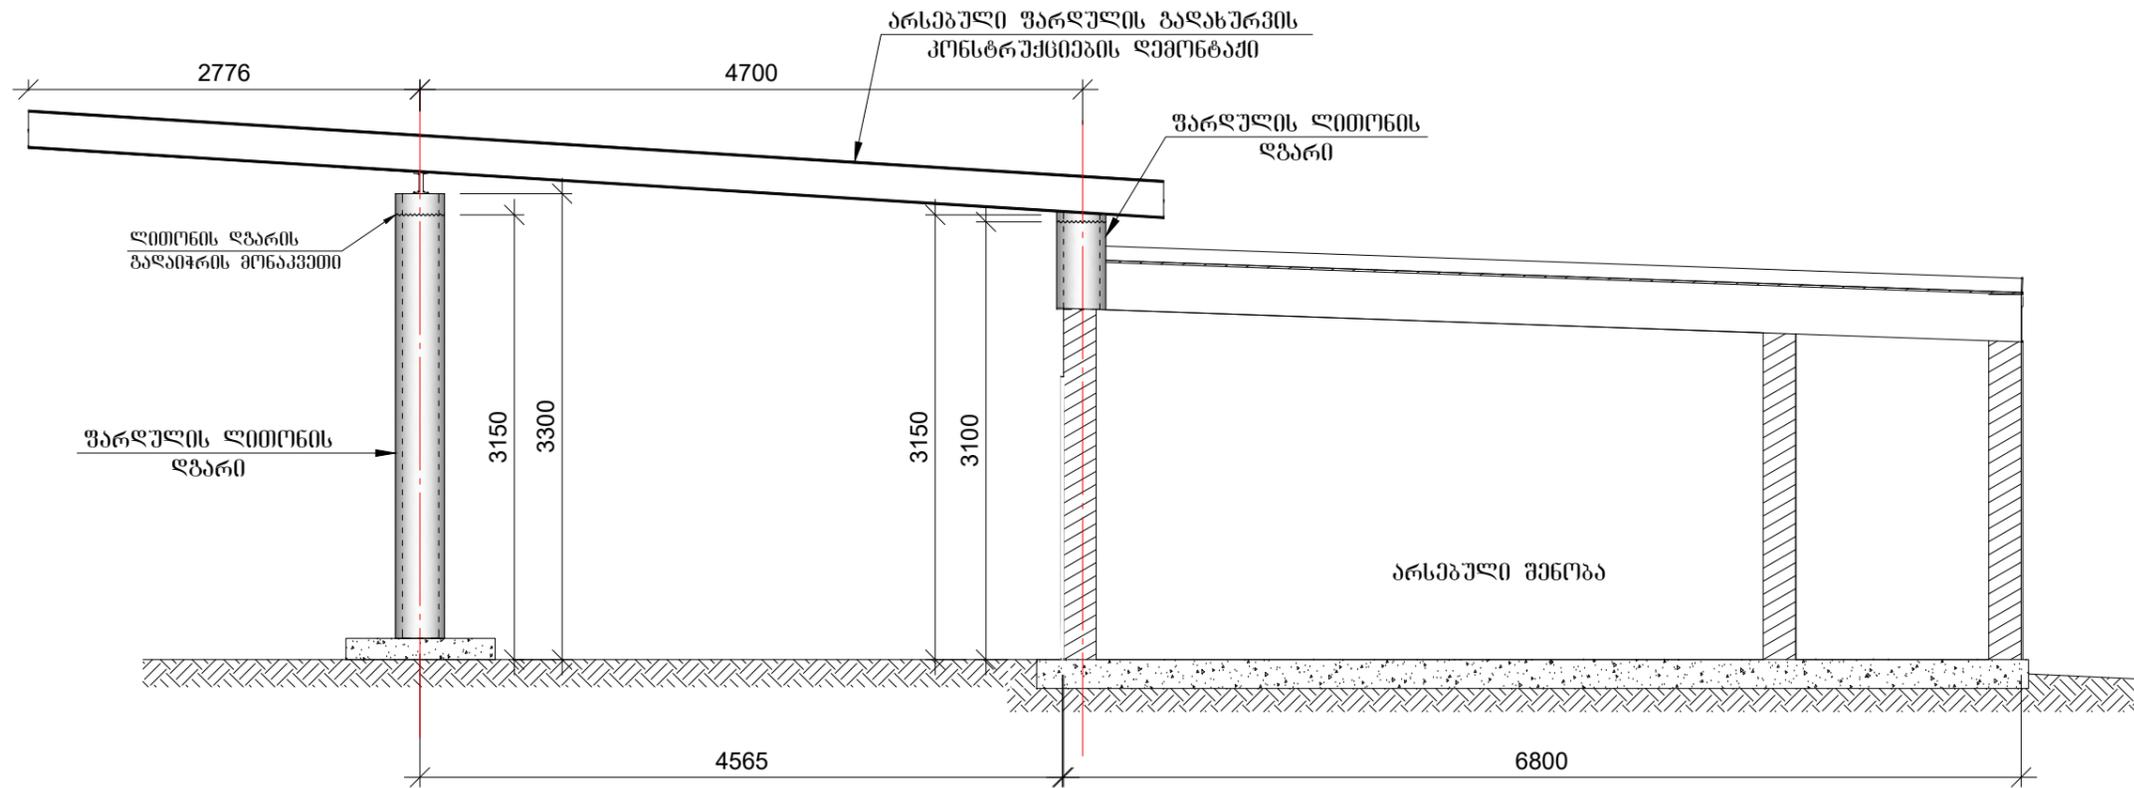 არსებული ფარდულის გადახურვის
კონსტრუქციების დემონტაჟი
2776
4700
ფარდულის ლითონის
დგარი
ლითონის დგარის
გადაიჭრის მონაკვეთი
3150
3300
3150
3100
ფარდულის ლითონის
დგარი
არსებული შენობა
4565
6800